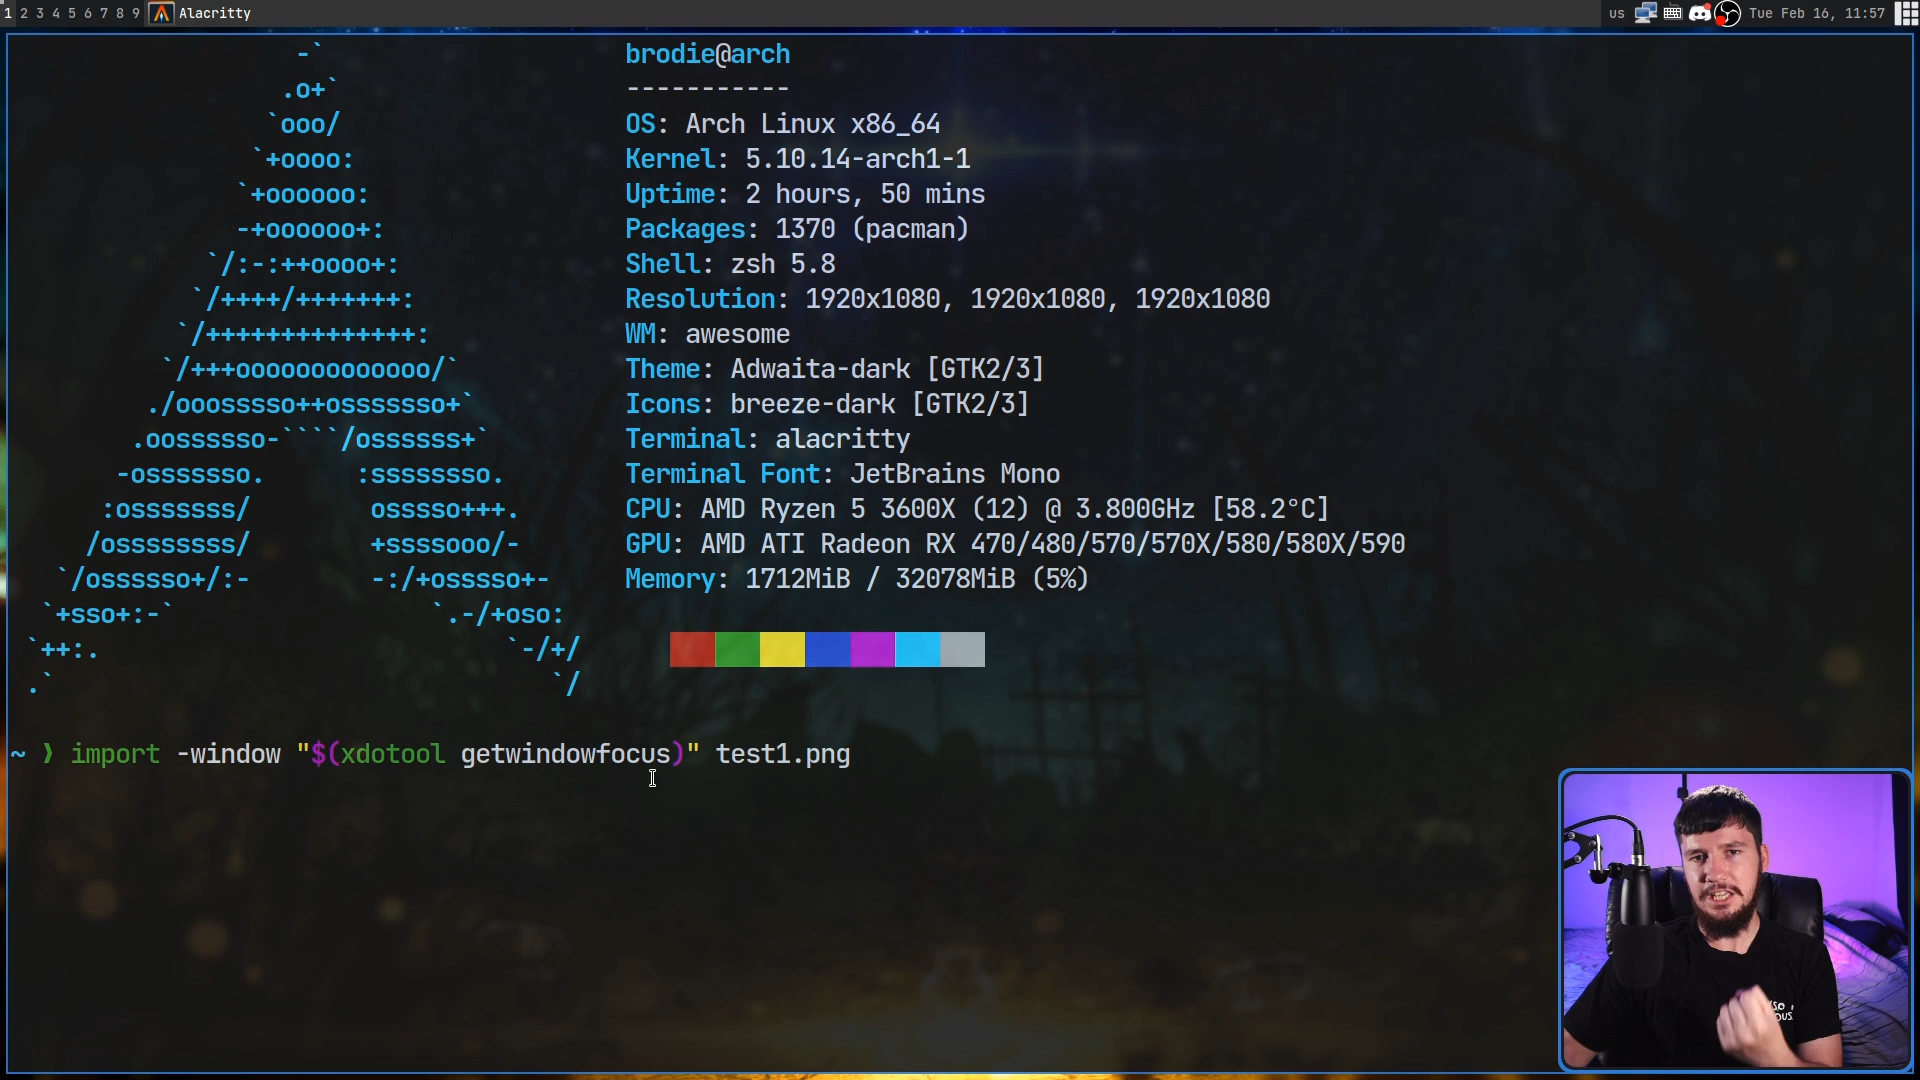 1 2 3 4 5 6 7 8 9 Alacritty us Tue Feb 16, 11:57
brodie@arch
-----------
OS: Arch Linux x86_64
Kernel: 5.10.14-arch1-1
Uptime: 2 hours, 50 mins
Packages: 1370 (pacman)
Shell: zsh 5.8
Resolution: 1920x1080, 1920x1080, 1920x1080
WM: awesome
Theme: Adwaita-dark [GTK2/3]
Icons: breeze-dark [GTK2/3]
Terminal: alacritty
Terminal Font: JetBrains Mono
CPU: AMD Ryzen 5 3600X (12) @ 3.800GHz [58.2°C]
GPU: AMD ATI Radeon RX 470/480/570/570X/580/580X/590
Memory: 1712MiB / 32078MiB (5%)
~ ❯ import -window "$(xdotool getwindowfocus)" test1.png